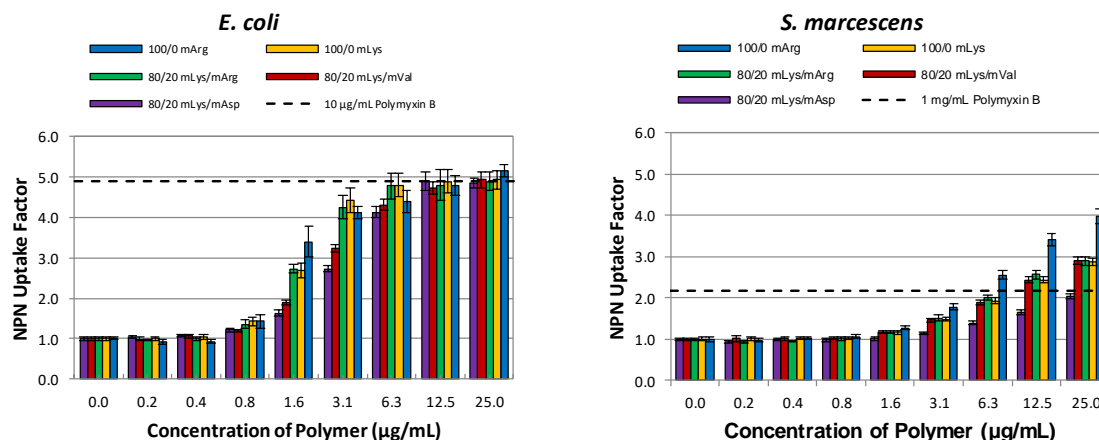 E. coli
100/0 mArg 100/0 mLys
80/20 mLys/mArg 80/20 mLys/mVal
80/20 mLys/mAsp 10 µg/mL Polymyxin B
6.0
5.0
4.0
3.0
2.0
1.0
0.0
NPN Uptake Factor
0.0 0.2 0.4 0.8 1.6 3.1 6.3 12.5 25.0
Concentration of Polymer (µg/mL)
S. marcescens
100/0 mArg 100/0 mLys
80/20 mLys/mArg 80/20 mLys/mVal
80/20 mLys/mAsp 1 mg/mL Polymyxin B
6.0
5.0
4.0
3.0
2.0
1.0
0.0
NPN Uptake Factor
0.0 0.2 0.4 0.8 1.6 3.1 6.3 12.5 25.0
Concentration of Polymer (µg/mL)